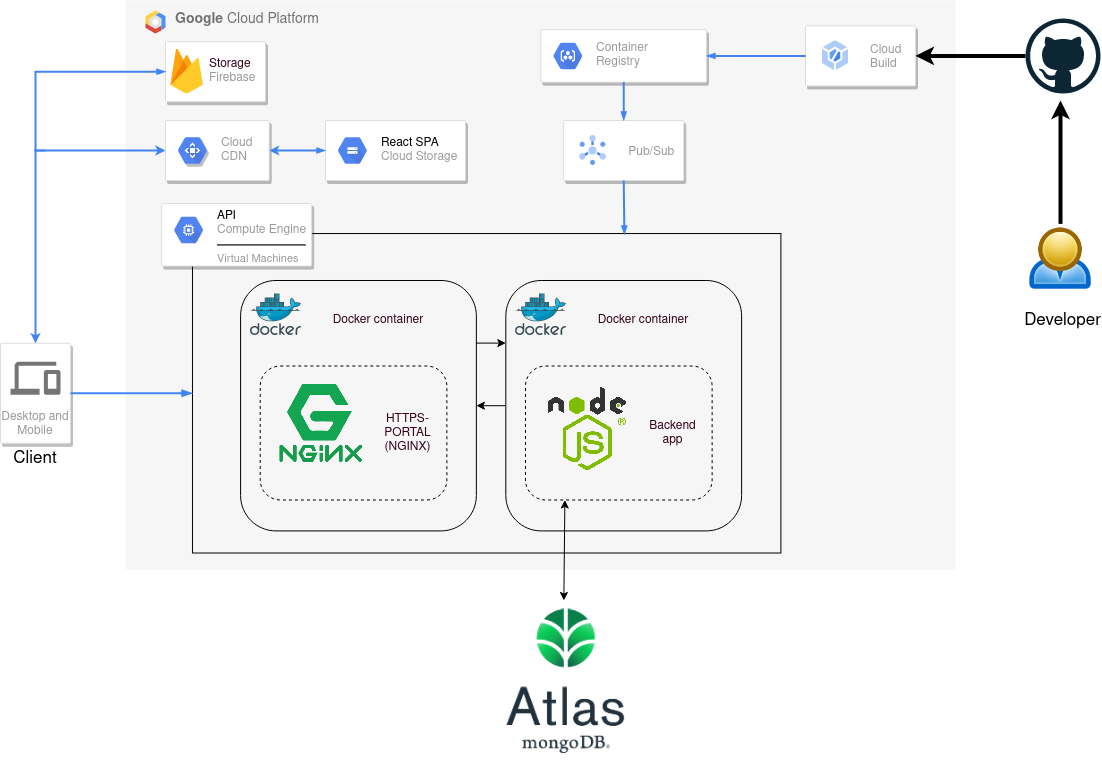 Google Cloud Platform
Storage
Firebase
Cloud
CDN
React SPA
Cloud Storage
Container
Registry
Cloud
Build
Pub/Sub
API
Compute Engine
Virtual Machines
docker
Docker container
docker
Docker container
NGiNX
HTTPS-
PORTAL
(NGINX)
node
JS
®
Backend
app
Desktop and
Mobile
Client
Developer
Atlas
mongoDB.